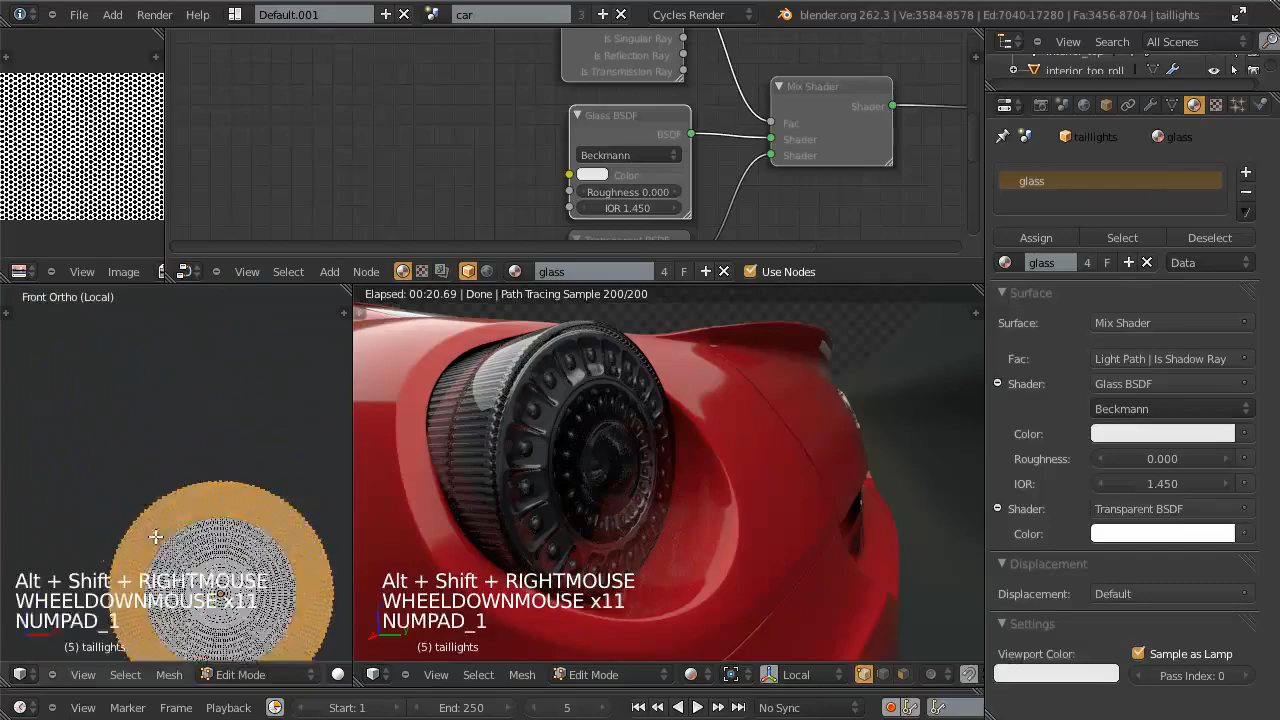 File Add Render Help Default.001 car 3 Cycles Render blender.org 262.3 | Ve:3584-8578 | Ed:7040-17280 | Fa:3456-8704 | taillights
View Search All Scenes
interior_top_roll
Is Singular Ray
Is Reflection Ray
Is Transmission Ray
Glass BSDF
BSDF
Beckmann
Color
Roughness 0.000
IOR 1.450
Mix Shader
Shader
Fac
Shader
Shader
View Image
View Select Add Node glass 4 F Use Nodes
taillights glass
glass
Assign Select Deselect
glass 4 F Data
Surface
Surface: Mix Shader
Fac: Light Path | Is Shadow Ray
Shader: Glass BSDF
Beckmann
Color:
Roughness: 0.000
IOR: 1.450
Shader: Transparent BSDF
Color:
Displacement
Displacement: Default
Settings
Viewport Color: Sample as Lamp
Pass Index: 0
Front Ortho (Local)
Alt + Shift + RIGHTMOUSE
WHEELDOWNMOUSE x11
NUMPAD_1
(5) taillights
View Select Mesh Edit Mode
Elapsed: 00:20.69 | Done | Path Tracing Sample 200/200
Alt + Shift + RIGHTMOUSE
WHEELDOWNMOUSE x11
NUMPAD_1
(5) taillights
View Select Mesh Edit Mode Local
View Marker Frame Playback Start: 1 End: 250 5 No Sync